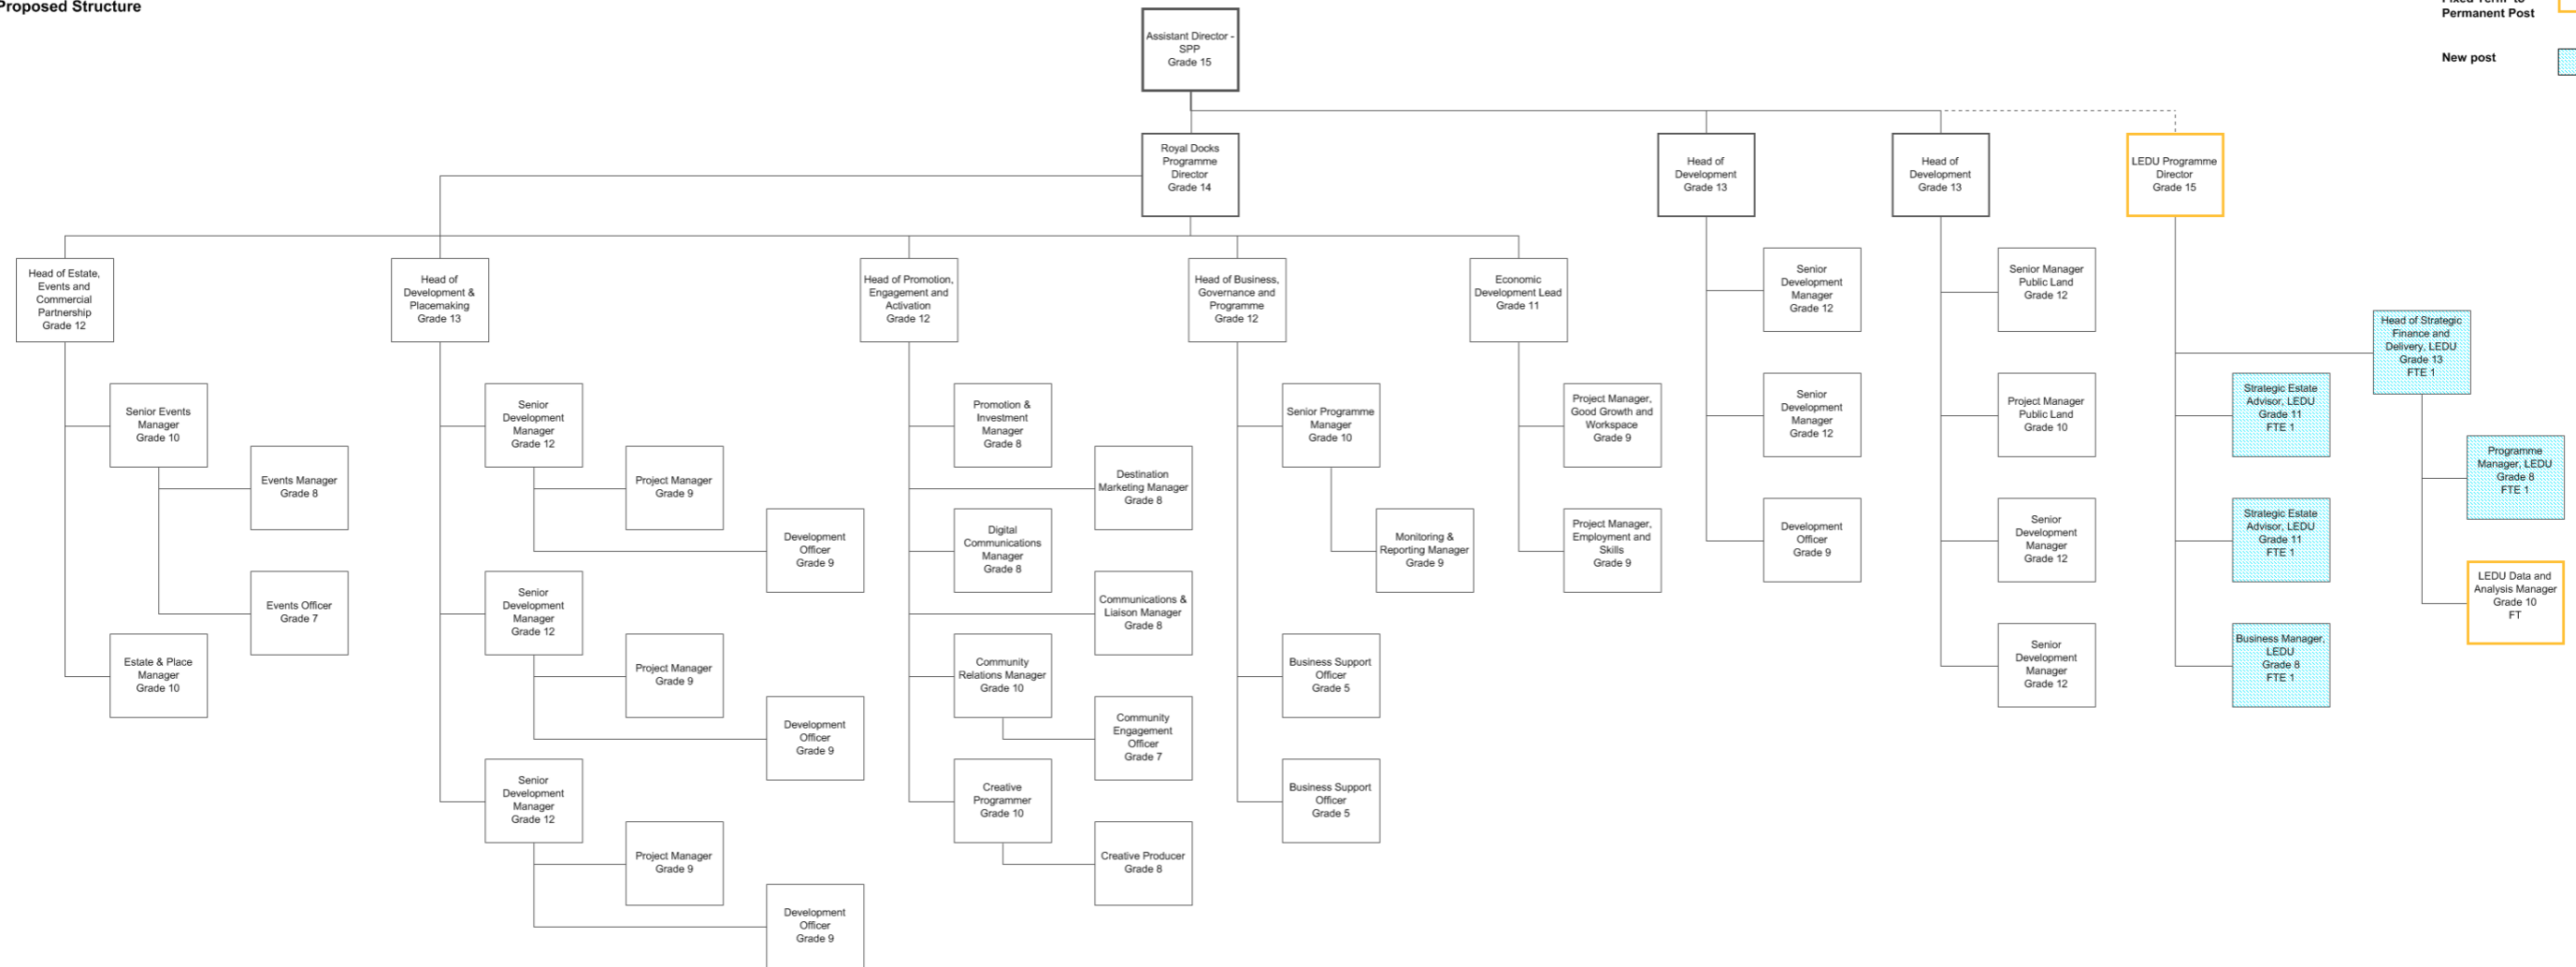 Proposed Structure
Fixed Term to
Permanent Post
New post
Assistant Director -
SPP
Grade 15
Royal Docks
Programme
Director
Grade 14
Head of
Development
Grade 13
Head of
Development
Grade 13
LEDU Programme
Director
Grade 15
Head of Estate,
Events and
Commercial
Partnership
Grade 12
Head of
Development &
Placemaking
Grade 13
Head of Promotion,
Engagement and
Activation
Grade 12
Head of Business,
Governance and
Programme
Grade 12
Economic
Development Lead
Grade 11
Senior Events
Manager
Grade 10
Events Manager
Grade 8
Events Officer
Grade 7
Estate & Place
Manager
Grade 10
Senior
Development
Manager
Grade 12
Project Manager
Grade 9
Development
Officer
Grade 9
Senior
Development
Manager
Grade 12
Project Manager
Grade 9
Development
Officer
Grade 9
Senior
Development
Manager
Grade 12
Project Manager
Grade 9
Development
Officer
Grade 9
Promotion &
Investment
Manager
Grade 8
Destination
Marketing Manager
Grade 8
Digital
Communications
Manager
Grade 8
Communications &
Liaison Manager
Grade 8
Community
Relations Manager
Grade 10
Community
Engagement
Officer
Grade 7
Creative
Programmer
Grade 10
Creative Producer
Grade 8
Senior Programme
Manager
Grade 10
Monitoring &
Reporting Manager
Grade 9
Business Support
Officer
Grade 5
Business Support
Officer
Grade 5
Project Manager,
Good Growth and
Workspace
Grade 9
Project Manager,
Employment and
Skills
Grade 9
Senior
Development
Manager
Grade 12
Senior
Development
Manager
Grade 12
Development
Officer
Grade 9
Senior Manager
Public Land
Grade 12
Project Manager
Public Land
Grade 10
Senior
Development
Manager
Grade 12
Senior
Development
Manager
Grade 12
Head of Strategic
Finance and
Delivery, LEDU
Grade 13
FTE 1
Strategic Estate
Advisor, LEDU
Grade 11
FTE 1
Strategic Estate
Advisor, LEDU
Grade 11
FTE 1
Business Manager,
LEDU
Grade 8
FTE 1
Programme
Manager, LEDU
Grade 8
FTE 1
LEDU Data and
Analysis Manager
Grade 10
FT